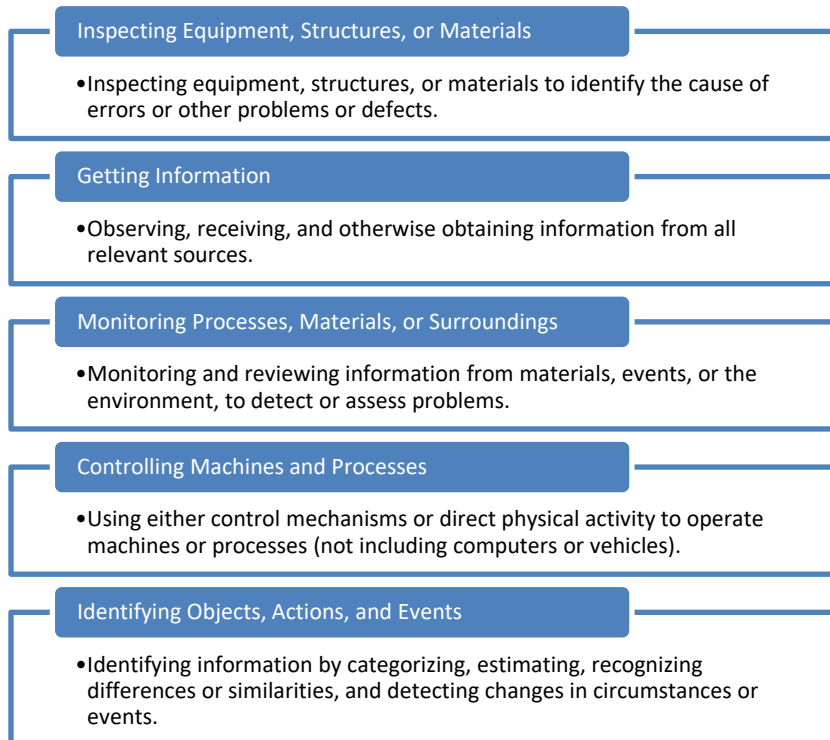 Inspecting Equipment, Structures, or Materials
•Inspecting equipment, structures, or materials to identify the cause of
errors or other problems or defects.
Getting Information
•Observing, receiving, and otherwise obtaining information from all
relevant sources.
Monitoring Processes, Materials, or Surroundings
•Monitoring and reviewing information from materials, events, or the
environment, to detect or assess problems.
Controlling Machines and Processes
•Using either control mechanisms or direct physical activity to operate
machines or processes (not including computers or vehicles).
Identifying Objects, Actions, and Events
•Identifying information by categorizing, estimating, recognizing
differences or similarities, and detecting changes in circumstances or
events.